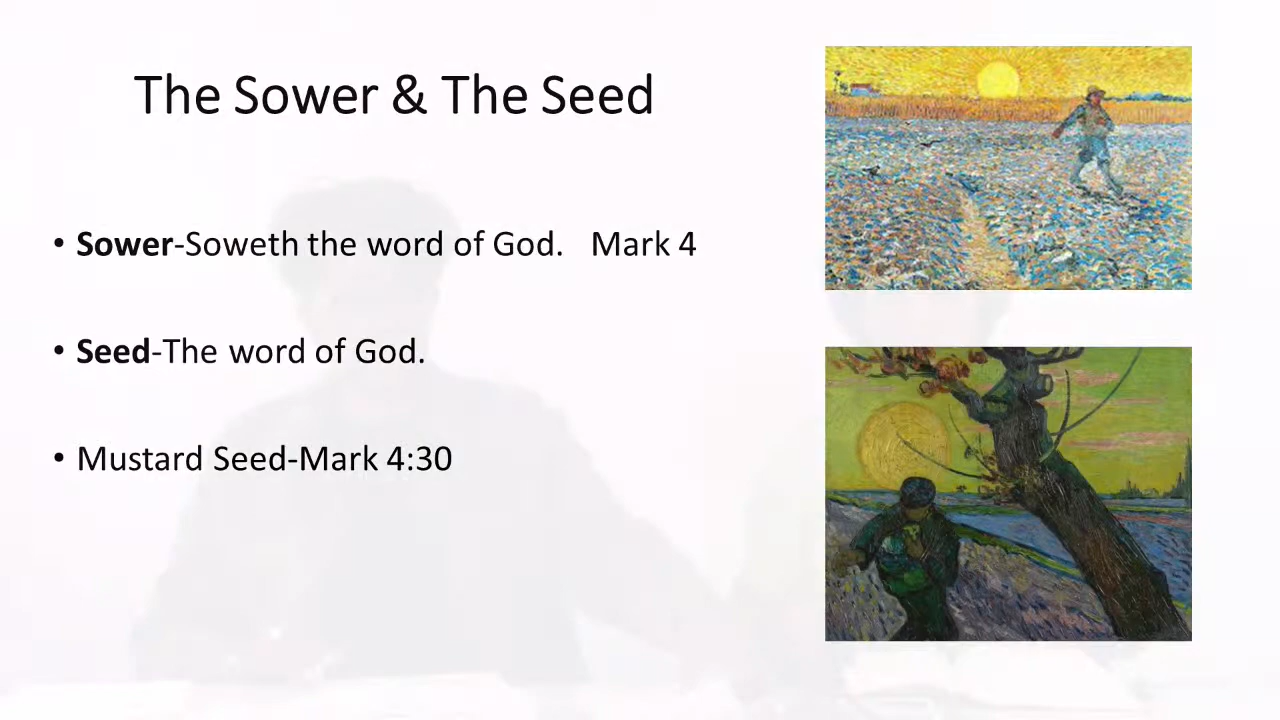 The Sower & The Seed
• Sower-Soweth the word of God.   Mark 4
• Seed-The word of God.
• Mustard Seed-Mark 4:30